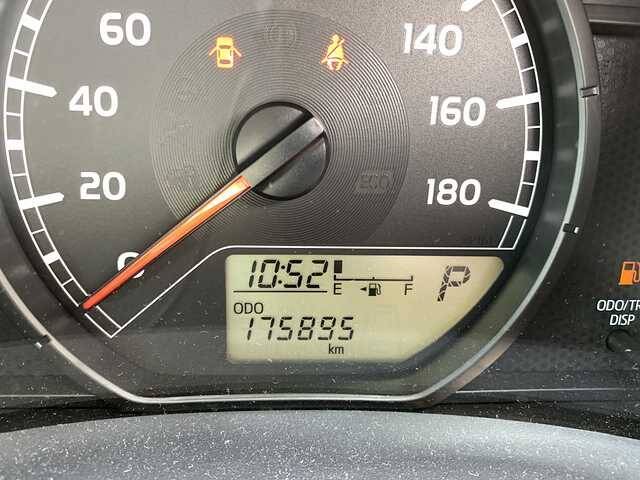 60
140
40
160
20
ECO
180
0
10:52
E
F
P
ODO
175895
km
ODO/TR
DISP